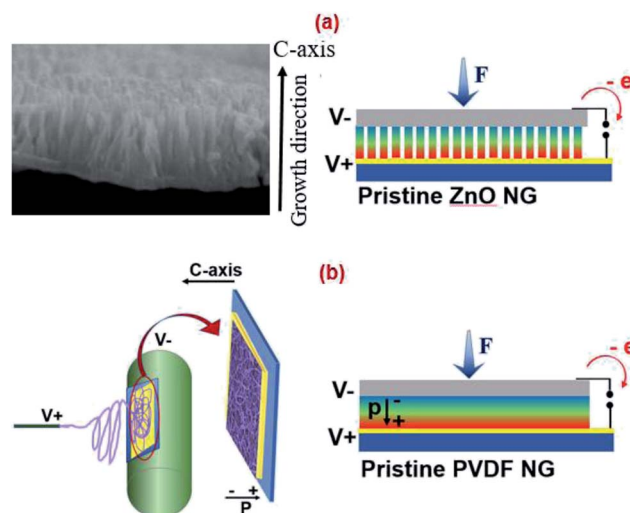 (a)
C-axis
Growth direction
F
- e
V-
V+
Pristine ZnO NG
(b)
C-axis
V-
V+
- +
P
F
- e
V-
p
-
+
V+
Pristine PVDF NG